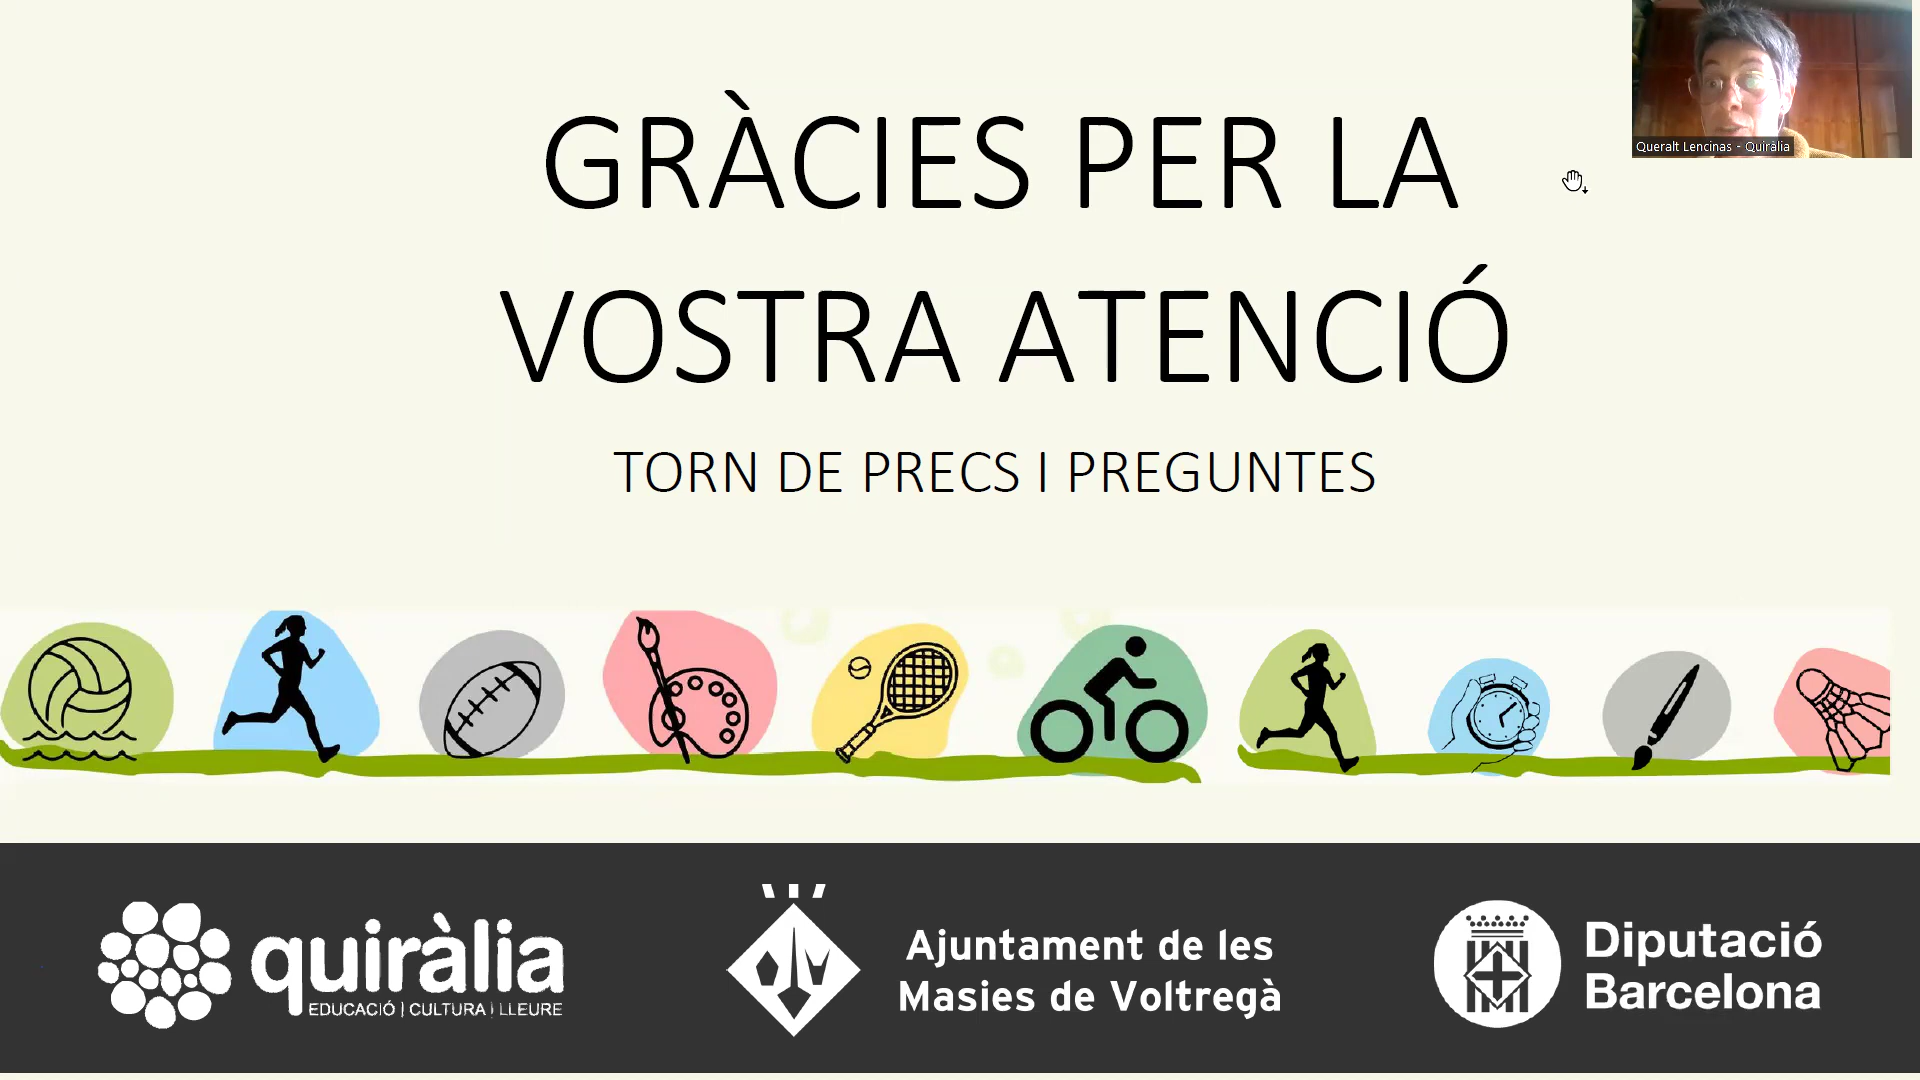 GRÀCIES PER LA
VOSTRA ATENCIÓ
TORN DE PRECS I PREGUNTES
Queralt Lencinas - Quiràlia
quiràlia
EDUCACIÓ | CULTURA | LLEURE
Ajuntament de les
Masies de Voltregà
Diputació
Barcelona